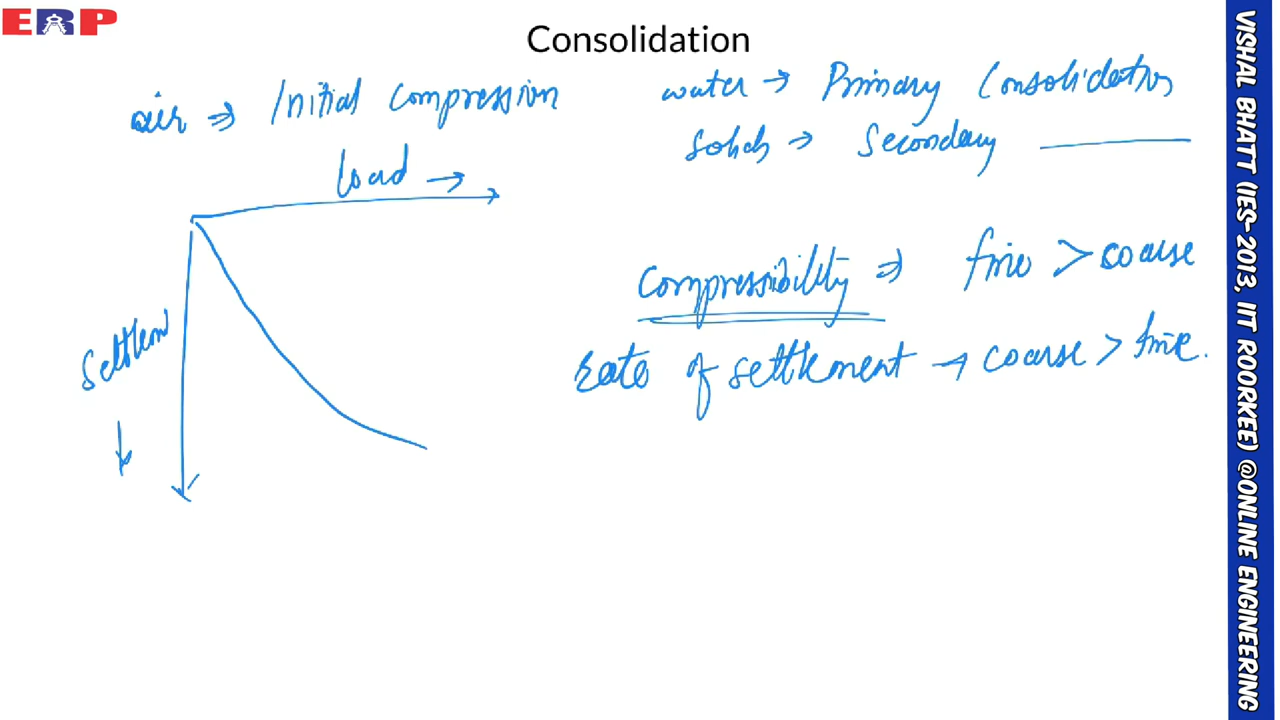 ERP
Consolidation
air ⇒ Initial compression
water → Primary Consolidation
solids → Secondary ———
Load →
Compressibility ⇒ fine > coarse
Rate of settlement → coarse > fine.
Settlem
VISHAL BHATT (IES-2013, IIT ROORKEE) @ONLINE ENGINEERING